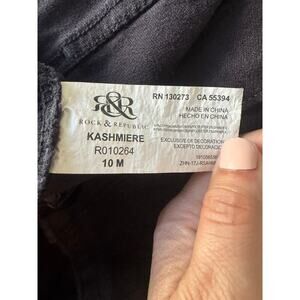 RN 130273 CA 55394
R&R
ROCK & REPUBLIC
MADE IN CHINA
HECHO EN CHINA
KASHMIERE
R010264
10 M
EXCLUSIVE OF DECORATION
EXCEPTO DECORACIÓN